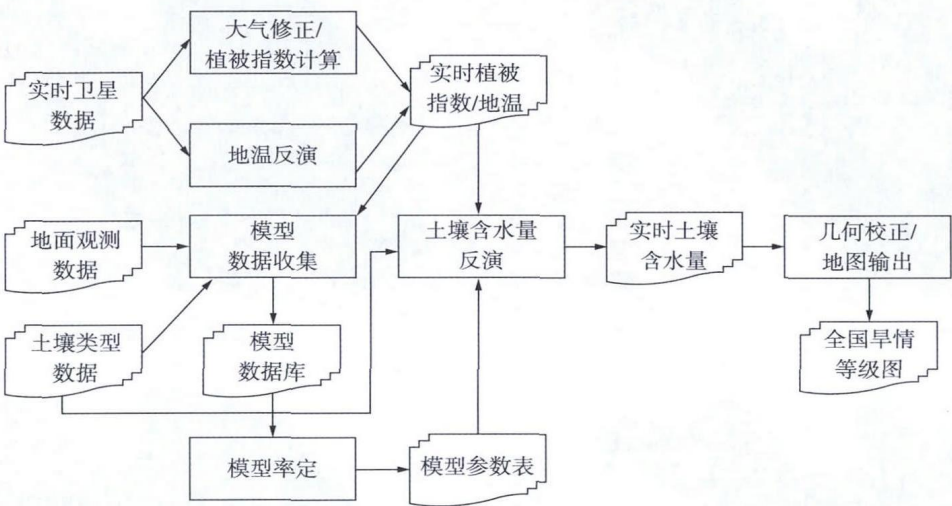 大气修正/
植被指数计算
实时卫星
数据
实时植被
指数/地温
地温反演
地面观测
数据
模型
数据收集
土壤含水量
反演
实时土壤
含水量
几何校正/
地图输出
土壤类型
数据
模型
数据库
全国旱情
等级图
模型率定
模型参数表